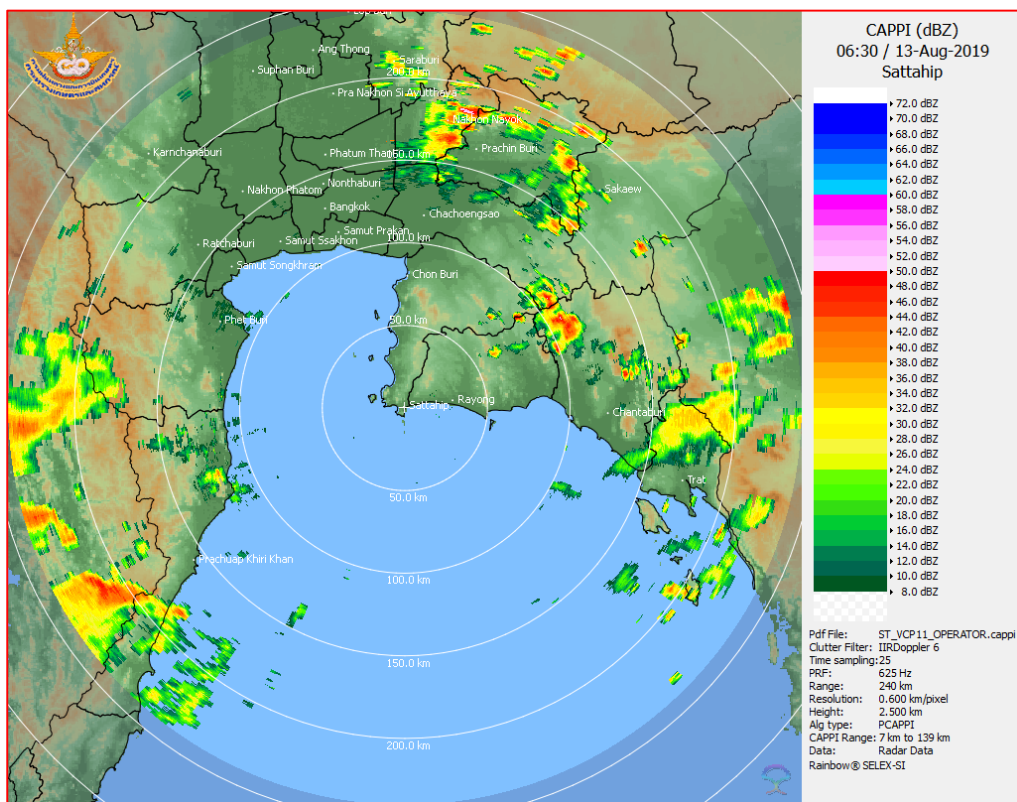 CAPPI (dBZ)
06:30 / 13-Aug-2019
Sattahip
72.0 dBZ
70.0 dBZ
68.0 dBZ
66.0 dBZ
64.0 dBZ
62.0 dBZ
60.0 dBZ
58.0 dBZ
56.0 dBZ
54.0 dBZ
52.0 dBZ
50.0 dBZ
48.0 dBZ
46.0 dBZ
44.0 dBZ
42.0 dBZ
40.0 dBZ
38.0 dBZ
36.0 dBZ
34.0 dBZ
32.0 dBZ
30.0 dBZ
28.0 dBZ
26.0 dBZ
24.0 dBZ
22.0 dBZ
20.0 dBZ
18.0 dBZ
16.0 dBZ
14.0 dBZ
12.0 dBZ
10.0 dBZ
8.0 dBZ
Pdf File: ST_VCP11_OPERATOR.cappi
Clutter Filter: IIRDoppler 6
Time sampling:25
PRF: 625 Hz
Range: 240 km
Resolution: 0.600 km/pixel
Height: 2.500 km
Alg type: PCAPPI
CAPPI Range: 7 km to 139 km
Data: Radar Data
Rainbow® SELEX-SI
Ang Thong
Saraburi
Suphan Buri
200.0 km
Pra Nakhon Si Ayutthaya
Nakhon Nayok
Karnchanaburi
Phatum Thani
150.0 km
Prachin Buri
Nakhon Phatom
Nonthaburi
Sakaew
Bangkok
Chachoengsao
Samut Prakan
Ratchaburi
Samut Ssakhon
100.0 km
Samut Songkhram
Chon Buri
Phet Buri
50.0 km
Sattahip
Rayong
Chantaburi
Trat
50.0 km
Prachuap Khiri Khan
100.0 km
150.0 km
200.0 km